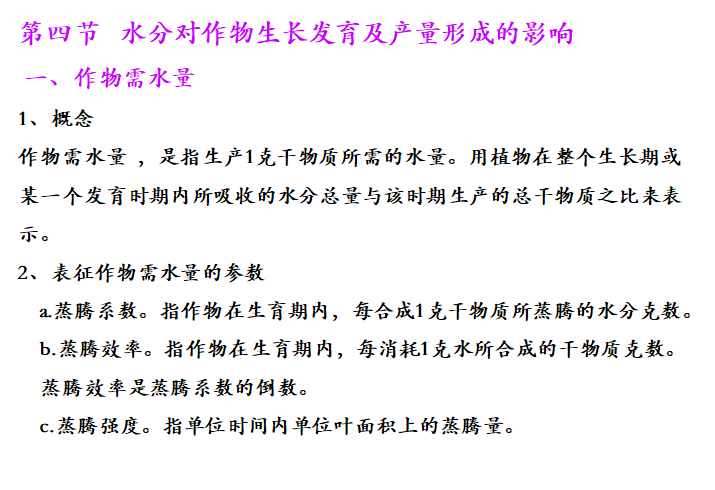 第四节 水分对作物生长发育及产量形成的影响
一、作物需水量
1、概念
作物需水量 ，是指生产1克干物质所需的水量。用植物在整个生长期或
某一个发育时期内所吸收的水分总量与该时期生产的总干物质之比来表
示。
2、表征作物需水量的参数
a.蒸腾系数。指作物在生育期内，每合成1克干物质所蒸腾的水分克数。
b.蒸腾效率。指作物在生育期内，每消耗1克水所合成的干物质克数。
蒸腾效率是蒸腾系数的倒数。
c.蒸腾强度。指单位时间内单位叶面积上的蒸腾量。